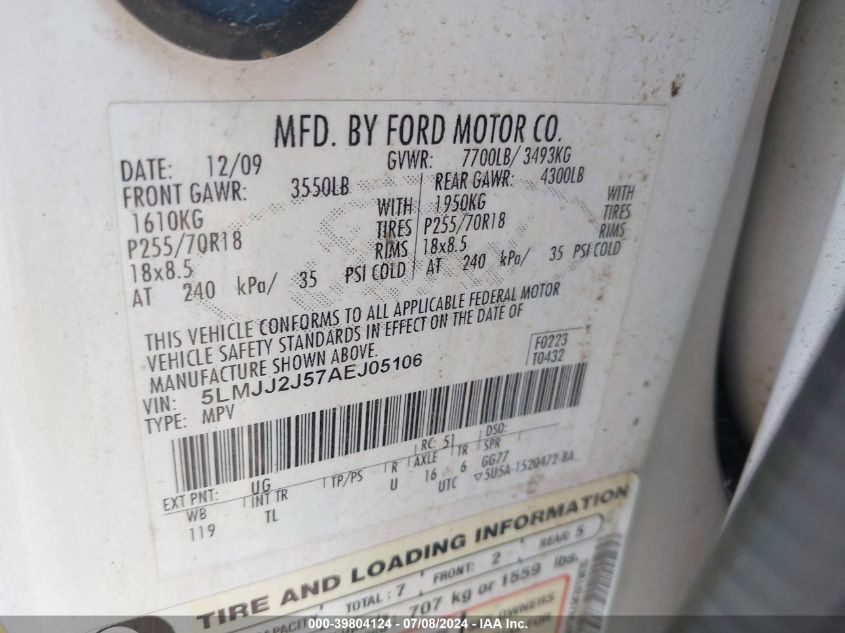 MFD. BY FORD MOTOR CO.
DATE: 12/09 GVWR: 7700LB/ 3493KG
FRONT GAWR: 3550LB REAR GAWR: 4300LB
1610KG WITH 1950KG WITH
P255/70R18 TIRES P255/70R18 TIRES
18x8.5 RIMS 18x8.5 RIMS
AT 240 kPa/ 35 PSI COLD AT 240 kPa/ 35 PSI COLD
THIS VEHICLE CONFORMS TO ALL APPLICABLE FEDERAL MOTOR
VEHICLE SAFETY STANDARDS IN EFFECT ON THE DATE OF
MANUFACTURE SHOWN ABOVE.
F0223
T0432
VIN: 5LMJJ2J57AEJ05106
TYPE: MPV
EXT PNT: UG RC: 51 DSO:
WB INT TR TP/PS R AXLE TR SPR
119 TL U 16 6 GG77
UTC ▽5U5A-1520472-BA
TIRE AND LOADING INFORMATION
TOTAL: 7 FRONT: 2 REAR: 5
707 kg or 1559 lbs.
OWNERS
000-39804124 - 07/08/2024 - IAA Inc.